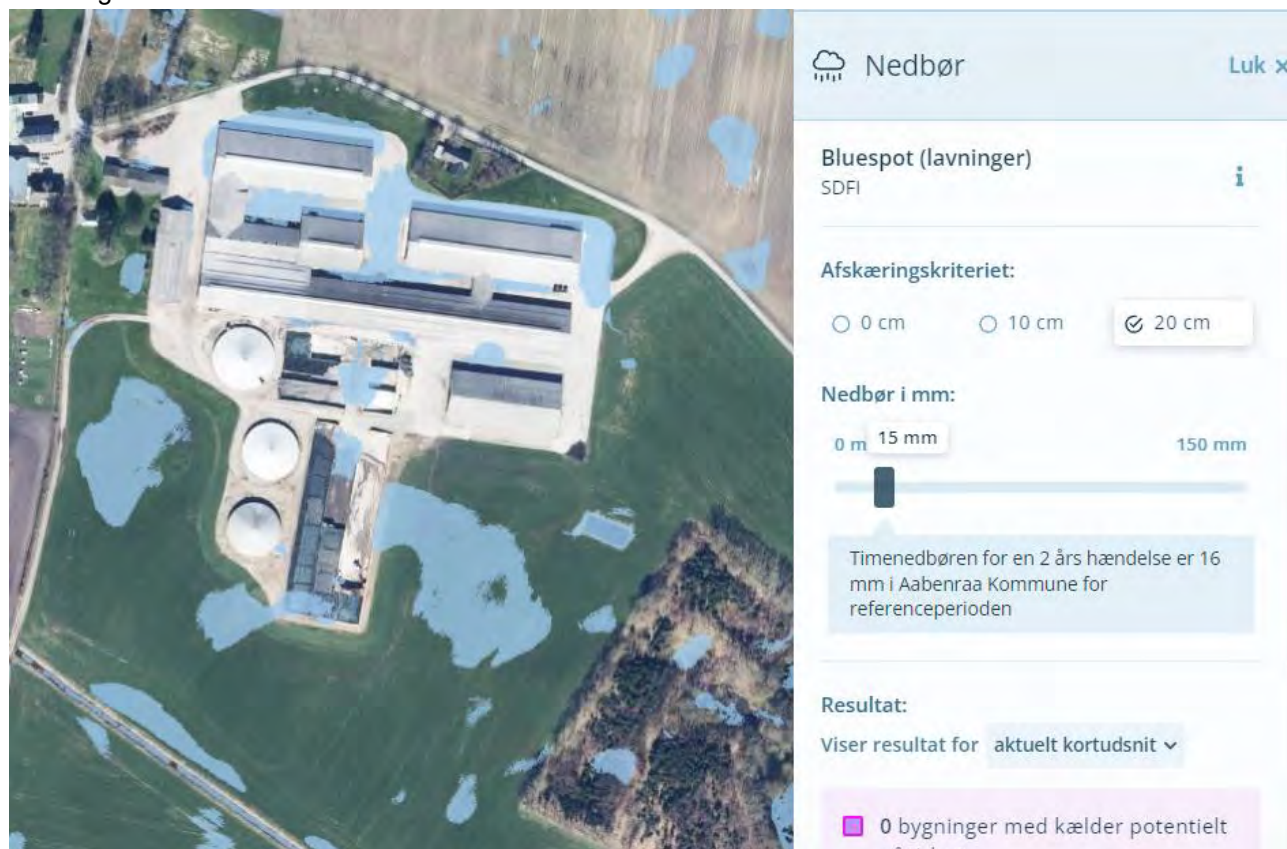 Nedbør
Luk ×
Bluespot (lavninger)
SDFI
i
Afskæringskriteriet:
0 cm
10 cm
20 cm
Nedbør i mm:
0 m
15 mm
150 mm
Timenedbøren for en 2 års hændelse er 16
mm i Aabenraa Kommune for
referenceperioden
Resultat:
Viser resultat for aktuelt kortudsnit
0 bygninger med kælder potentielt